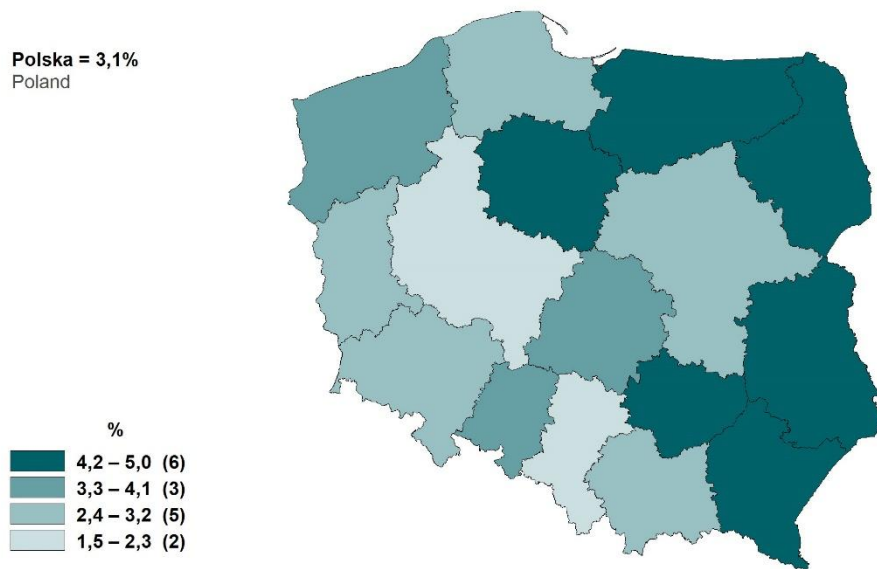 Polska = 3,1%
Poland
%
4,2 – 5,0 (6)
3,3 – 4,1 (3)
2,4 – 3,2 (5)
1,5 – 2,3 (2)